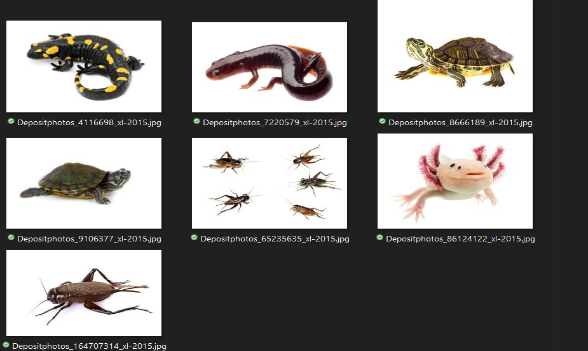 Depositphotos_4116698_xl-2015.jpg
Depositphotos_7220579_xl-2015.jpg
Depositphotos_8666189_xl-2015.jpg
Depositphotos_9106377_xl-2015.jpg
Depositphotos_65235635_xl-2015.jpg
Depositphotos_86124122_xl-2015.jpg
Depositphotos_164707314_xl-2015.jpg